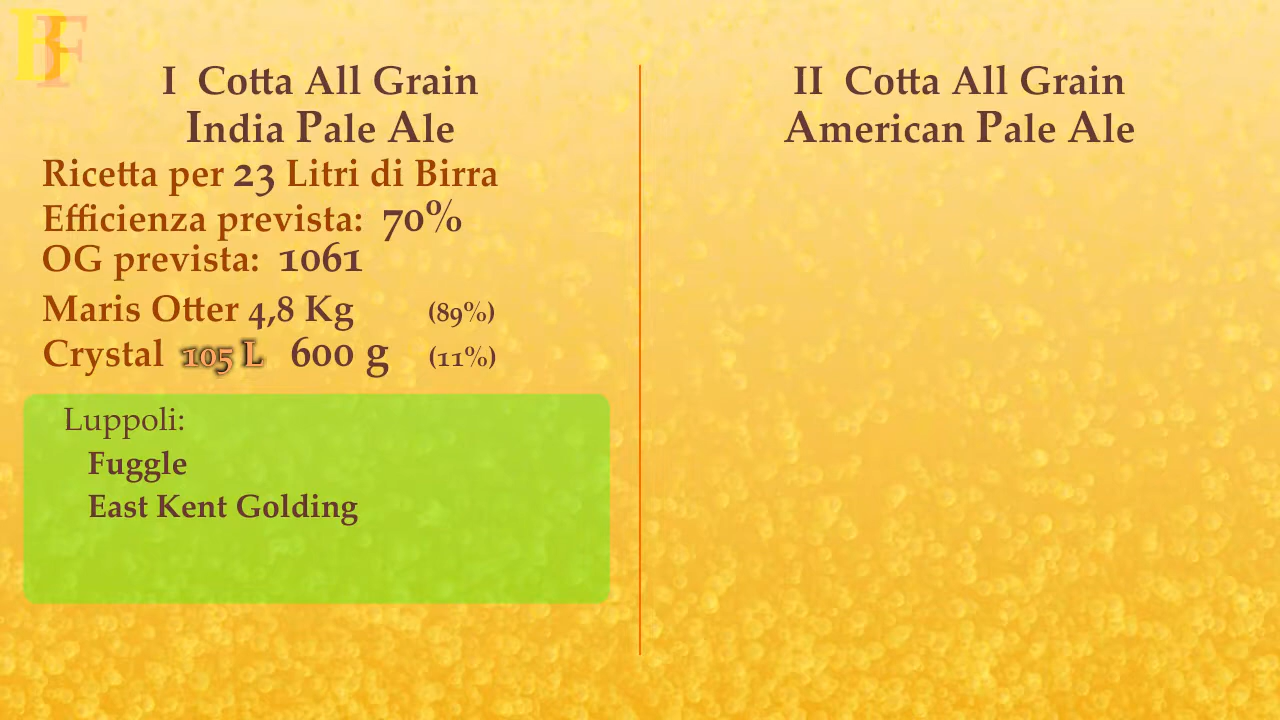 BF
I Cotta All Grain
India Pale Ale
Ricetta per 23 Litri di Birra
Efficienza prevista: 70%
OG prevista: 1061
Maris Otter 4,8 Kg (89%)
Crystal 105 L 600 g (11%)
Luppoli:
Fuggle
East Kent Golding
II Cotta All Grain
American Pale Ale